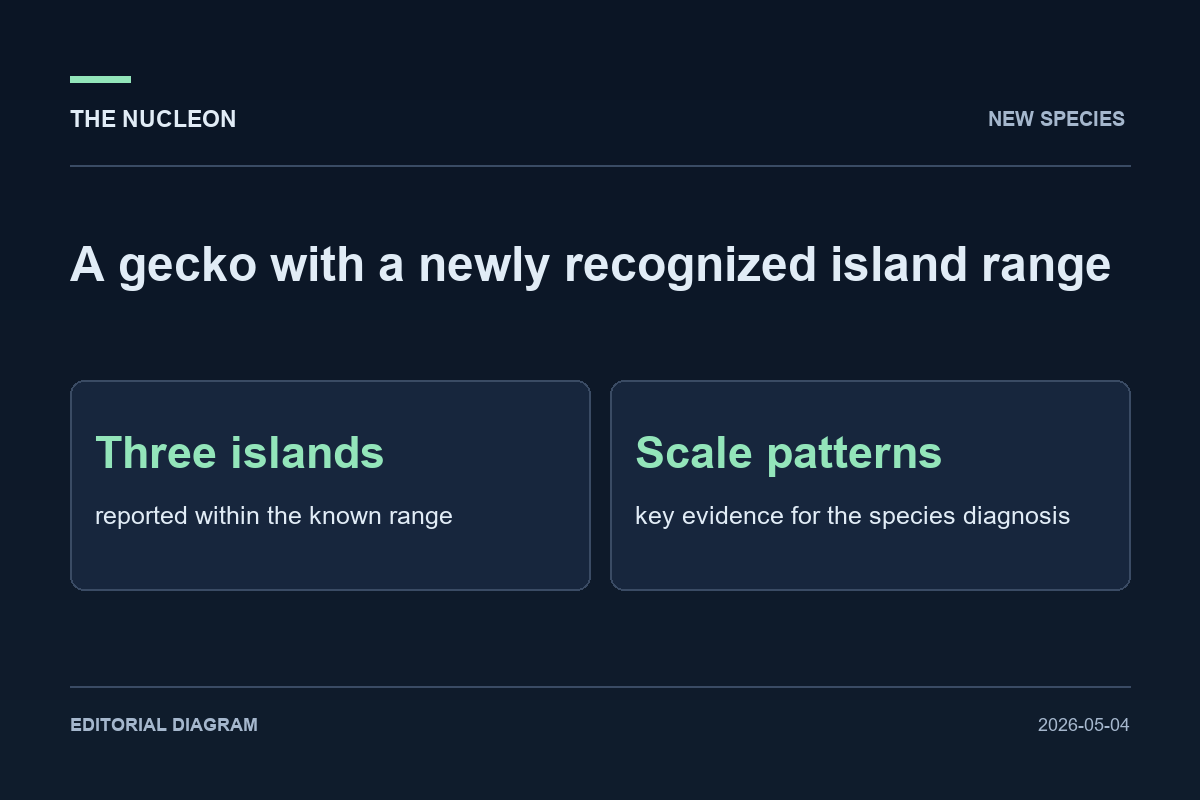 THE NUCLEON
NEW SPECIES
A gecko with a newly recognized island range
Three islands
reported within the known range
Scale patterns
key evidence for the species diagnosis
EDITORIAL DIAGRAM
2026-05-04